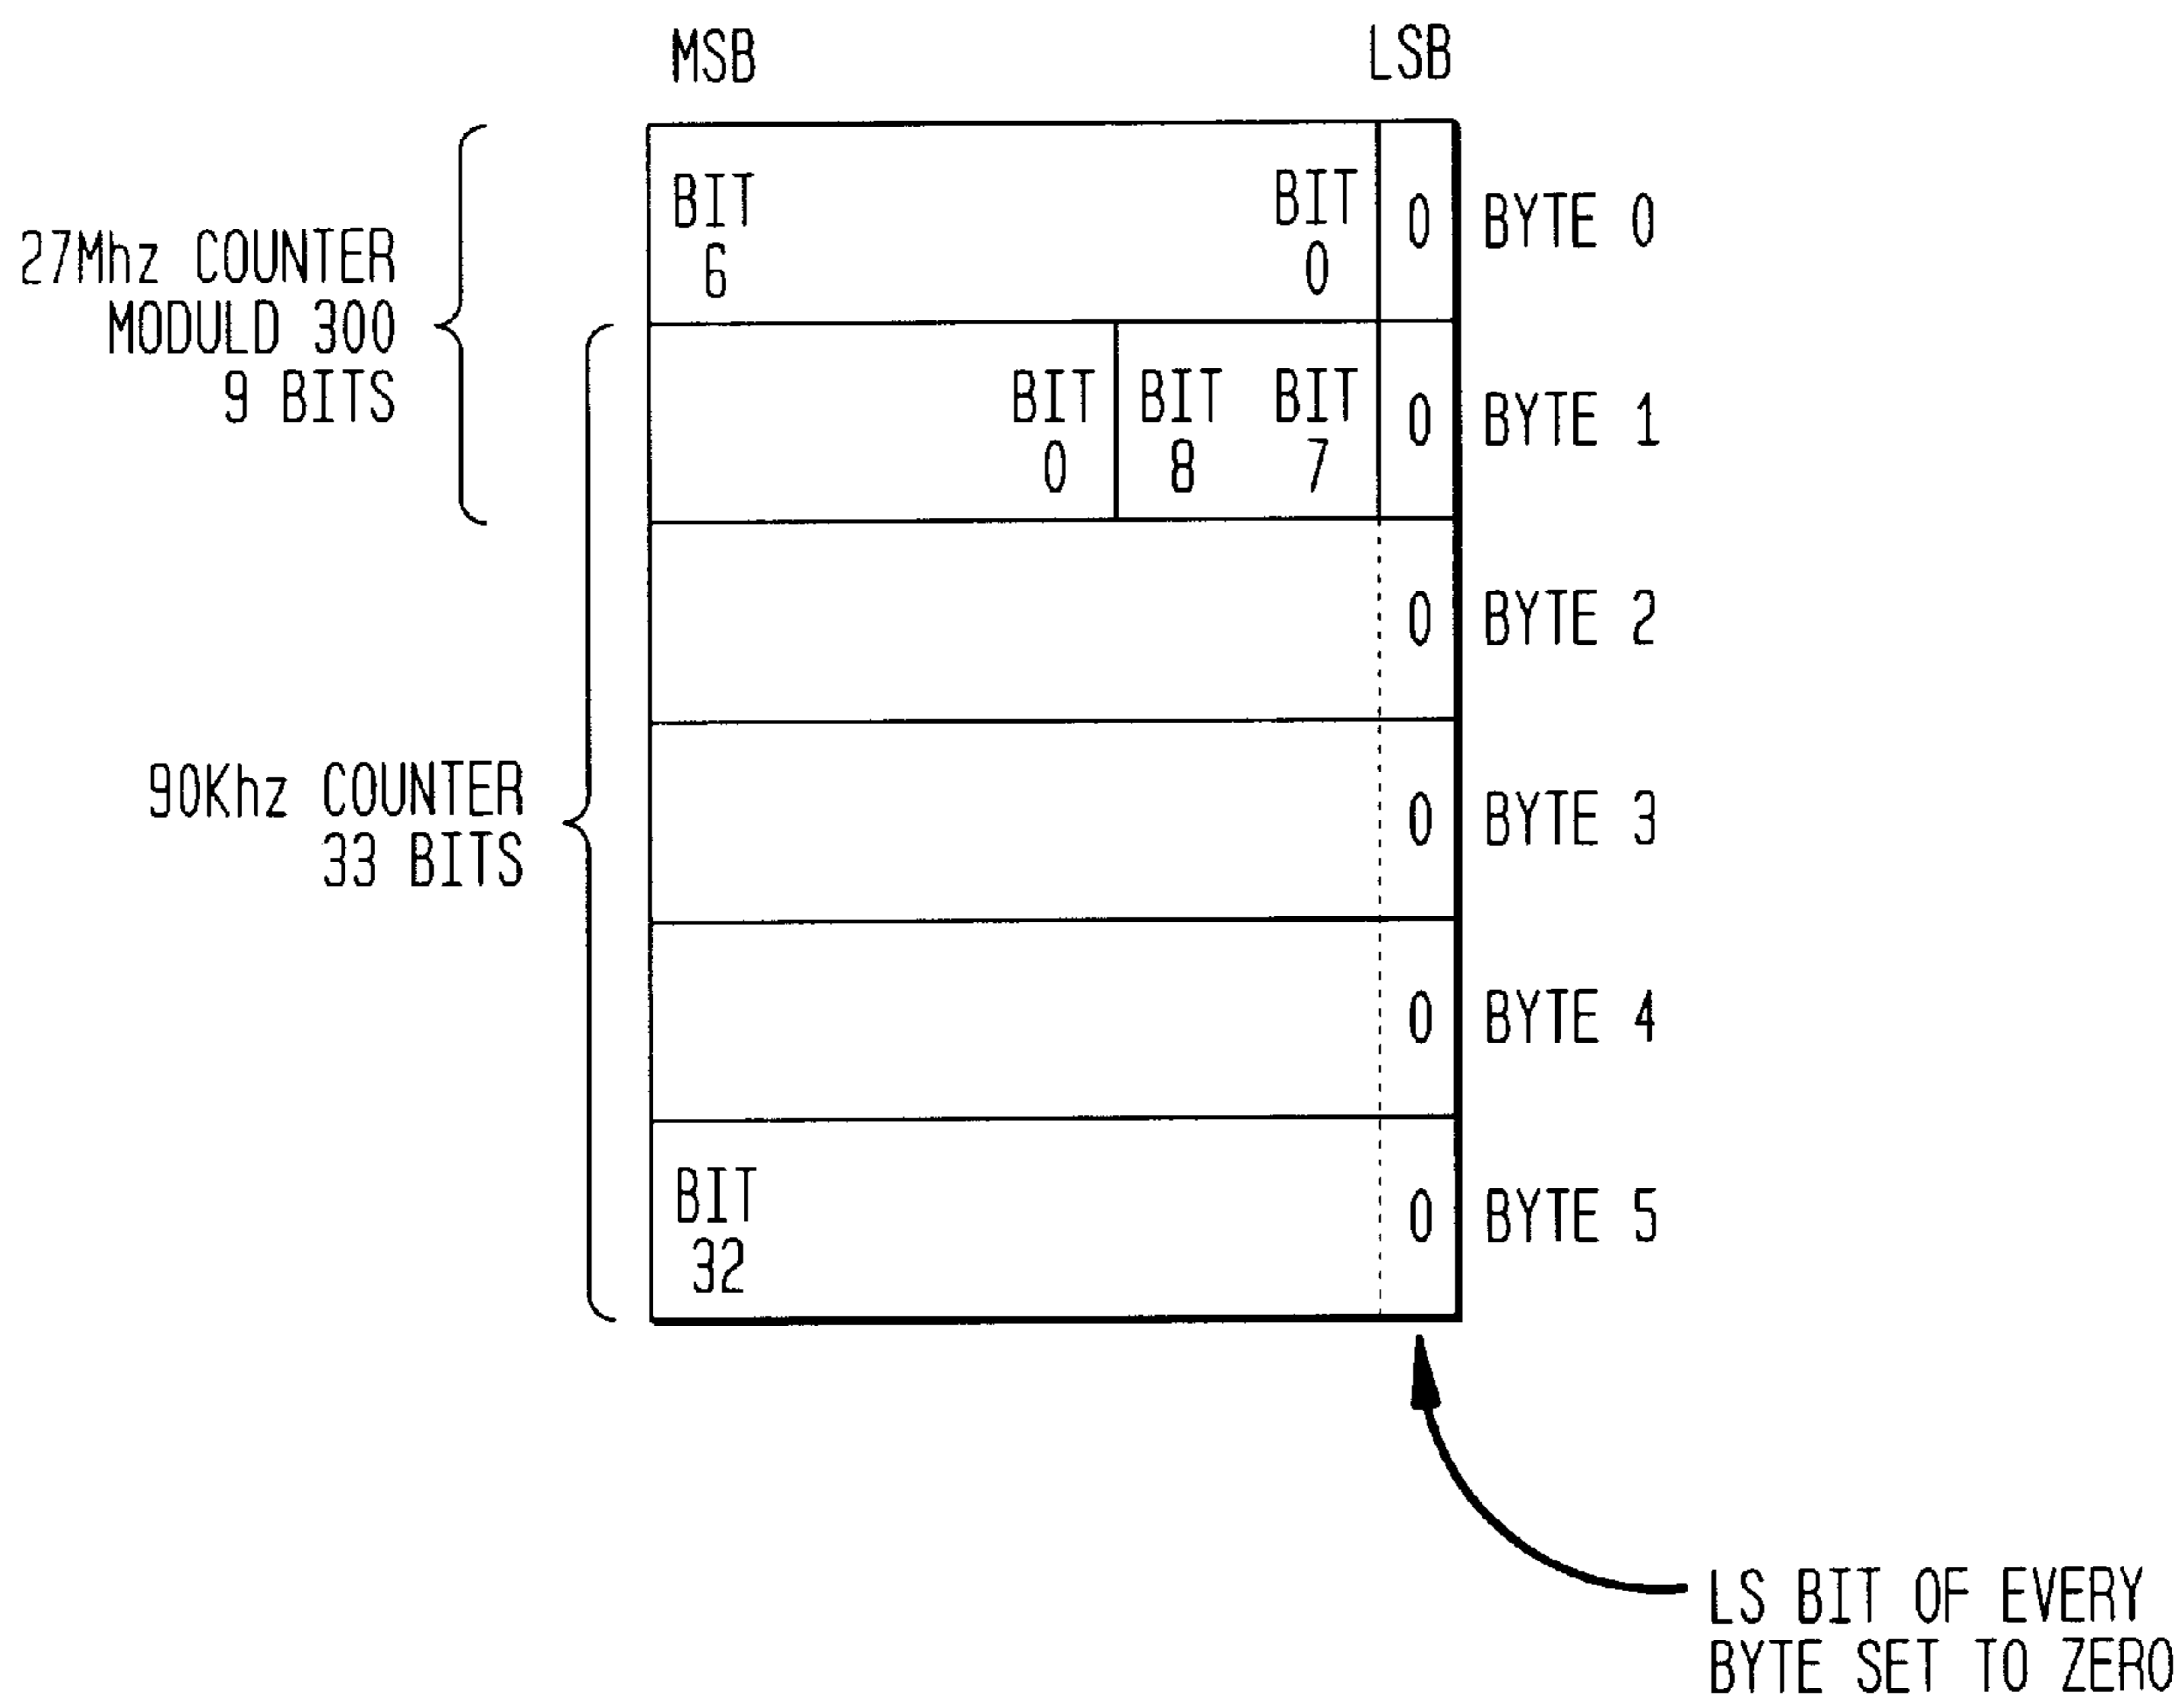 MSB LSB
BIT BIT
6 0
0 BYTE 0
27Mhz COUNTER
MODULD 300
9 BITS
BIT BIT BIT
0 8 7
0 BYTE 1
0 BYTE 2
90Khz COUNTER
33 BITS
0 BYTE 3
0 BYTE 4
BIT
32
0 BYTE 5
LS BIT OF EVERY
BYTE SET TO ZERO